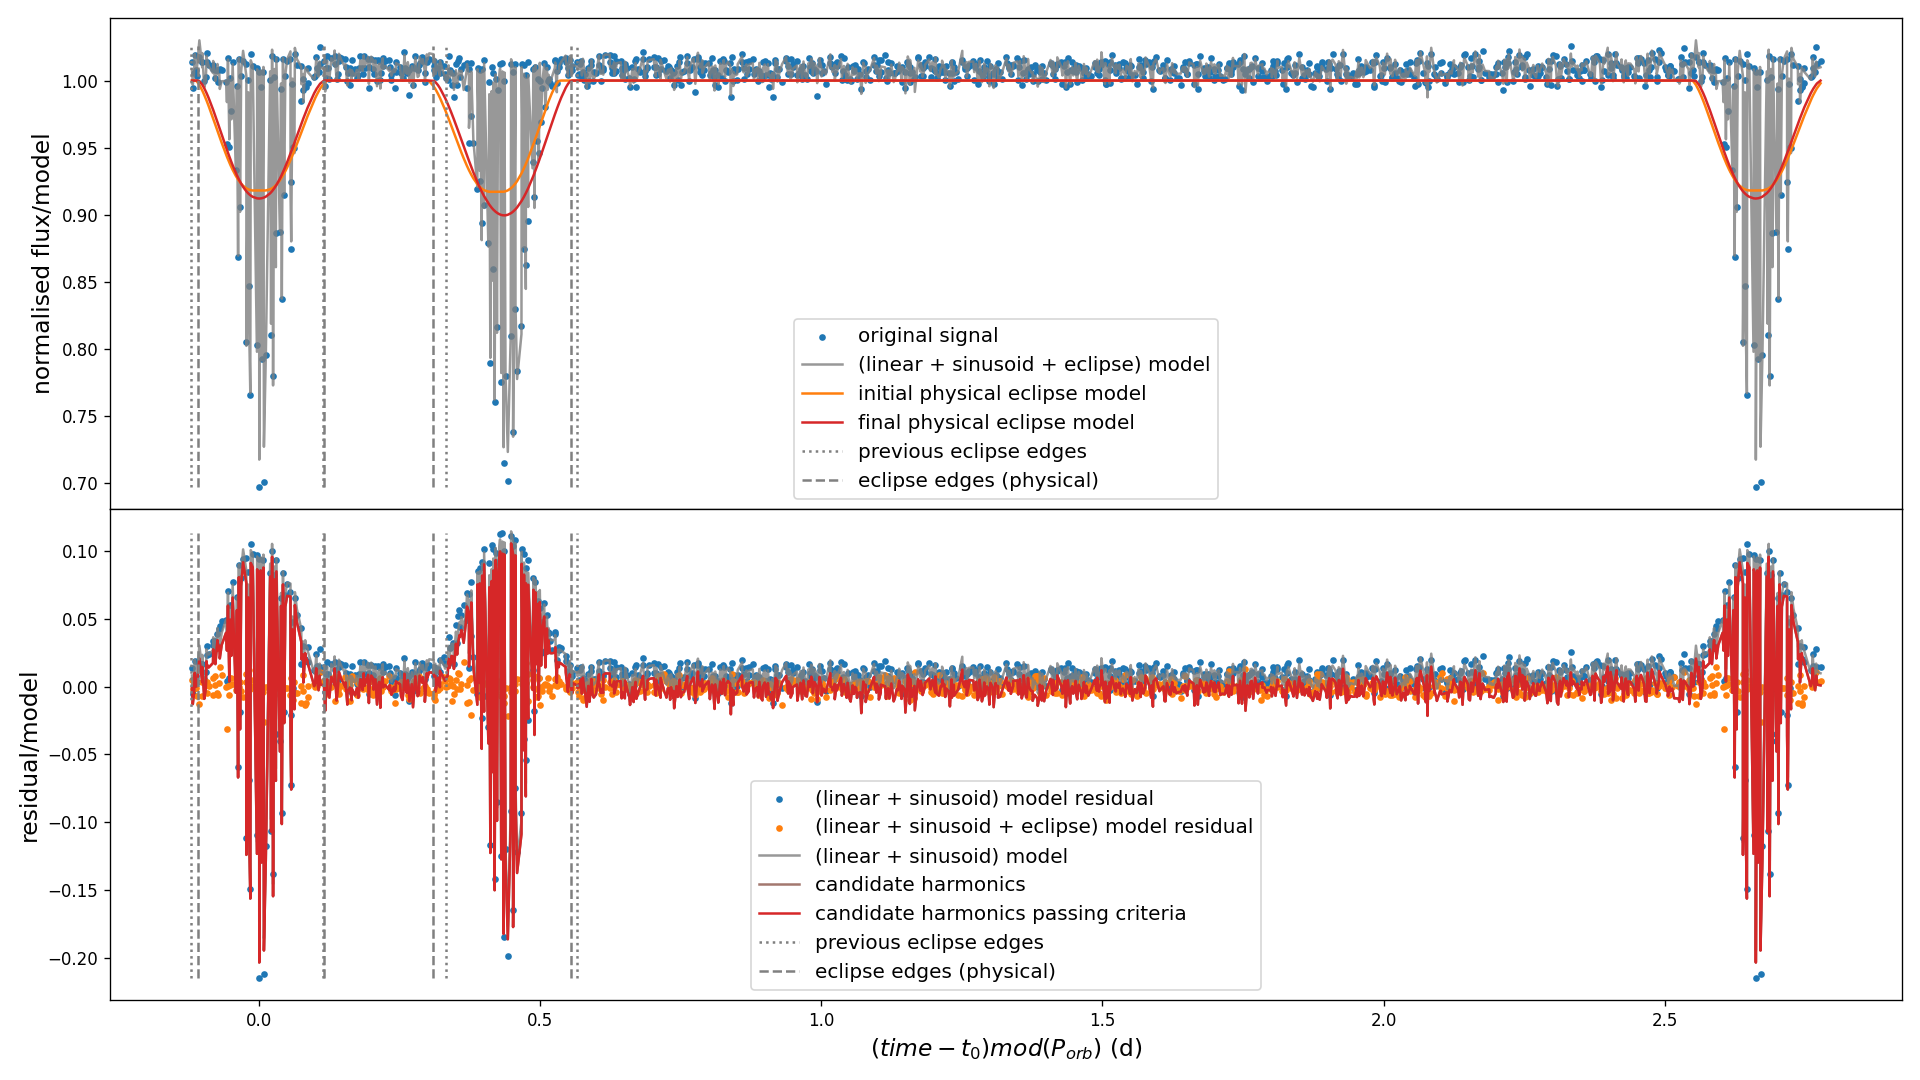 normalised flux/model
1.00
0.95
0.90
0.85
0.80
0.75
0.70
original signal
(linear + sinusoid + eclipse) model
initial physical eclipse model
final physical eclipse model
previous eclipse edges
eclipse edges (physical)
residual/model
0.10
0.05
0.00
−0.05
−0.10
−0.15
−0.20
(linear + sinusoid) model residual
(linear + sinusoid + eclipse) model residual
(linear + sinusoid) model
candidate harmonics
candidate harmonics passing criteria
previous eclipse edges
eclipse edges (physical)
0.0 0.5 1.0 1.5 2.0 2.5
(time − t0)mod(Porb) (d)